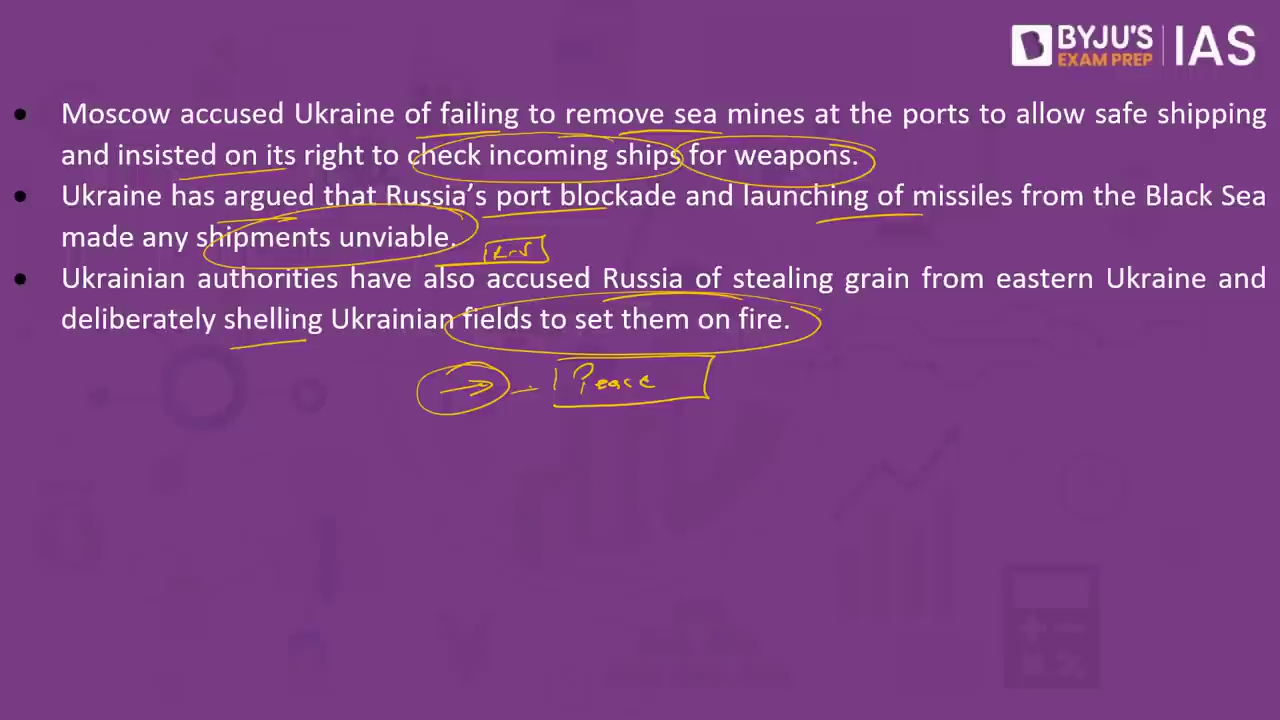 BYJU'S IAS
EXAM PREP
• Moscow accused Ukraine of failing to remove sea mines at the ports to allow safe shipping
and insisted on its right to check incoming ships for weapons.
• Ukraine has argued that Russia's port blockade and launching of missiles from the Black Sea
made any shipments unviable.
• Ukrainian authorities have also accused Russia of stealing grain from eastern Ukraine and
deliberately shelling Ukrainian fields to set them on fire.
Peace